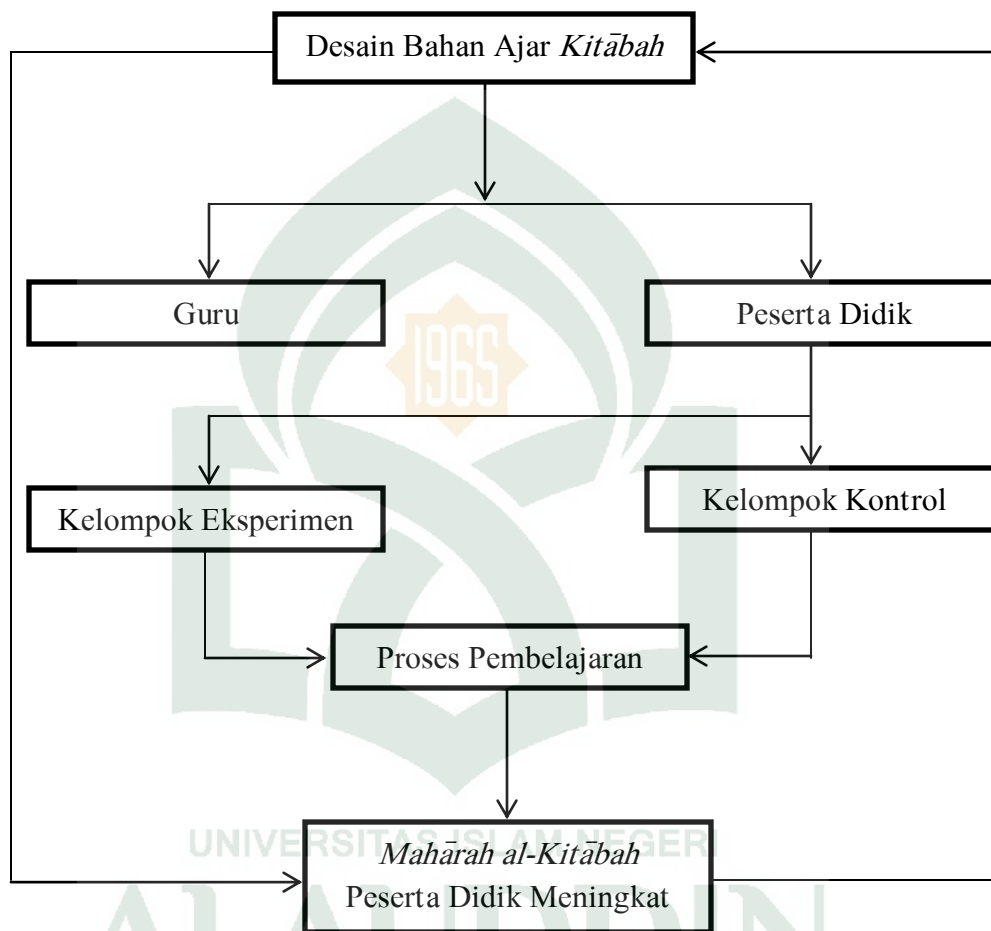 Desain Bahan Ajar Kitābah
Guru
Peserta Didik
1965
Kelompok Eksperimen
Kelompok Kontrol
Proses Pembelajaran
UNIVERSITAS ISLAM NEGERI
Mahārah al-Kitābah
Peserta Didik Meningkat
ALAUDDIN